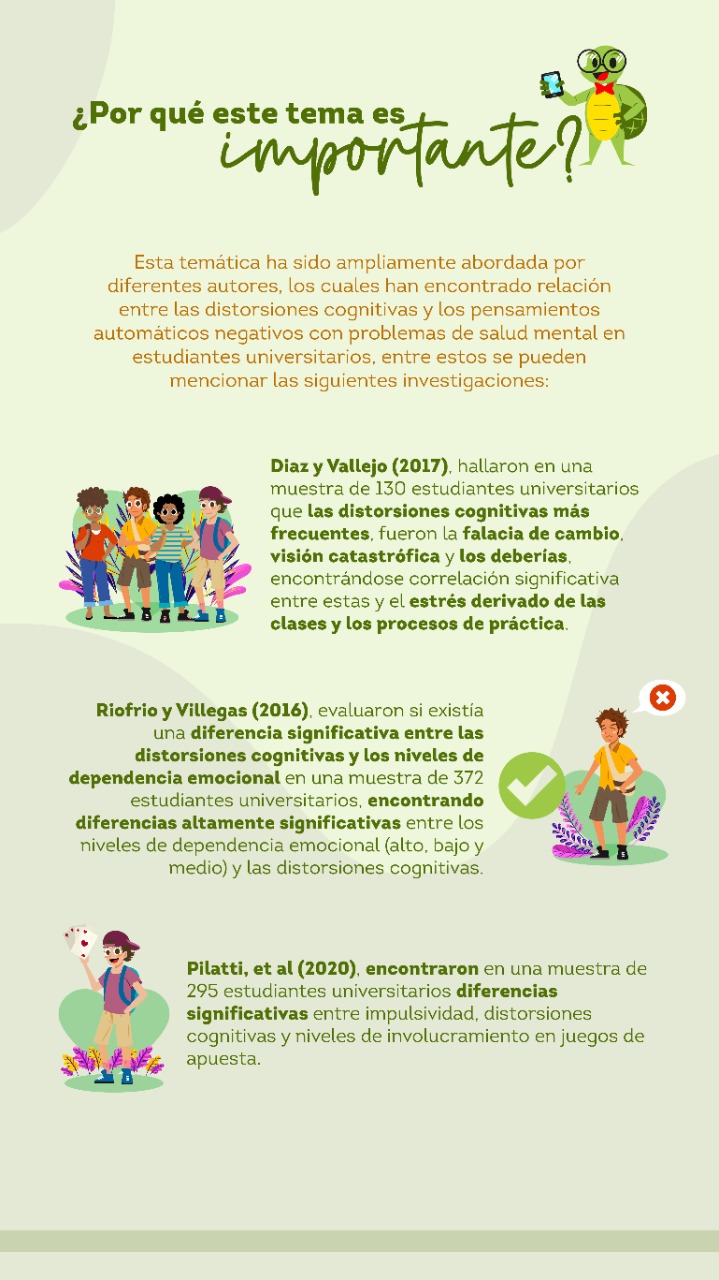 ¿Por qué este tema es
importante?
Esta temática ha sido ampliamente abordada por
diferentes autores, los cuales han encontrado relación
entre las distorsiones cognitivas y los pensamientos
automáticos negativos con problemas de salud mental en
estudiantes universitarios, entre estos se pueden
mencionar las siguientes investigaciones:
Diaz y Vallejo (2017), hallaron en una
muestra de 130 estudiantes universitarios
que las distorsiones cognitivas más
frecuentes, fueron la falacia de cambio,
visión catastrófica y los deberías,
encontrándose correlación significativa
entre estas y el estrés derivado de las
clases y los procesos de práctica.
Riofrio y Villegas (2016), evaluaron si existía
una diferencia significativa entre las
distorsiones cognitivas y los niveles de
dependencia emocional en una muestra de 372
estudiantes universitarios, encontrando
diferencias altamente significativas entre los
niveles de dependencia emocional (alto, bajo y
medio) y las distorsiones cognitivas.
Pilatti, et al (2020), encontraron en una muestra de
295 estudiantes universitarios diferencias
significativas entre impulsividad, distorsiones
cognitivas y niveles de involucramiento en juegos de
apuesta.